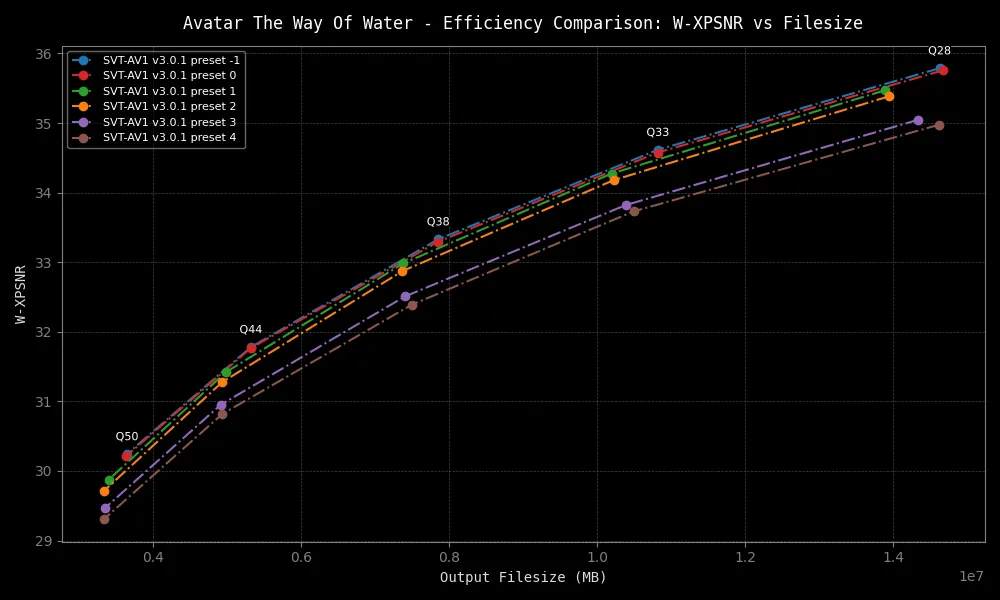 Avatar The Way Of Water - Efficiency Comparison: W-XPSNR vs Filesize
SVT-AV1 v3.0.1 preset -1
SVT-AV1 v3.0.1 preset 0
SVT-AV1 v3.0.1 preset 1
SVT-AV1 v3.0.1 preset 2
SVT-AV1 v3.0.1 preset 3
SVT-AV1 v3.0.1 preset 4
Q28
Q33
Q38
Q44
Q50
W-XPSNR
36
35
34
33
32
31
30
29
0.4
0.6
0.8
1.0
1.2
1.4
1e7
Output Filesize (MB)